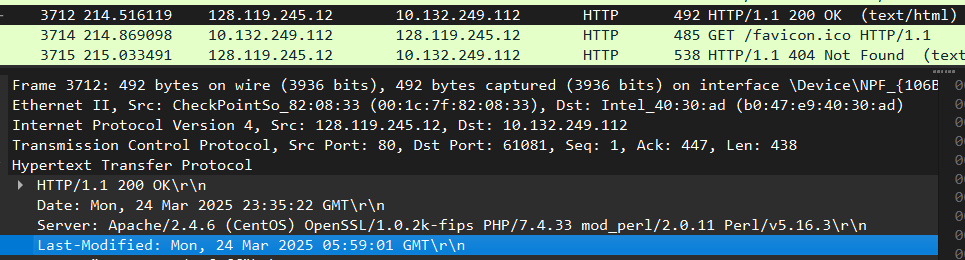 3712 214.516119 128.119.245.12 10.132.249.112 HTTP 492 HTTP/1.1 200 OK (text/html)
3714 214.869098 10.132.249.112 128.119.245.12 HTTP 485 GET /favicon.ico HTTP/1.1
3715 215.033491 128.119.245.12 10.132.249.112 HTTP 538 HTTP/1.1 404 Not Found (tex
Frame 3712: 492 bytes on wire (3936 bits), 492 bytes captured (3936 bits) on interface \Device\NPF_{106B
Ethernet II, Src: CheckPointSo_82:08:33 (00:1c:7f:82:08:33), Dst: Intel_40:30:ad (b0:47:e9:40:30:ad)
Internet Protocol Version 4, Src: 128.119.245.12, Dst: 10.132.249.112
Transmission Control Protocol, Src Port: 80, Dst Port: 61081, Seq: 1, Ack: 447, Len: 438
Hypertext Transfer Protocol
HTTP/1.1 200 OK\r\n
Date: Mon, 24 Mar 2025 23:35:22 GMT\r\n
Server: Apache/2.4.6 (CentOS) OpenSSL/1.0.2k-fips PHP/7.4.33 mod_perl/2.0.11 Perl/v5.16.3\r\n
Last-Modified: Mon, 24 Mar 2025 05:59:01 GMT\r\n